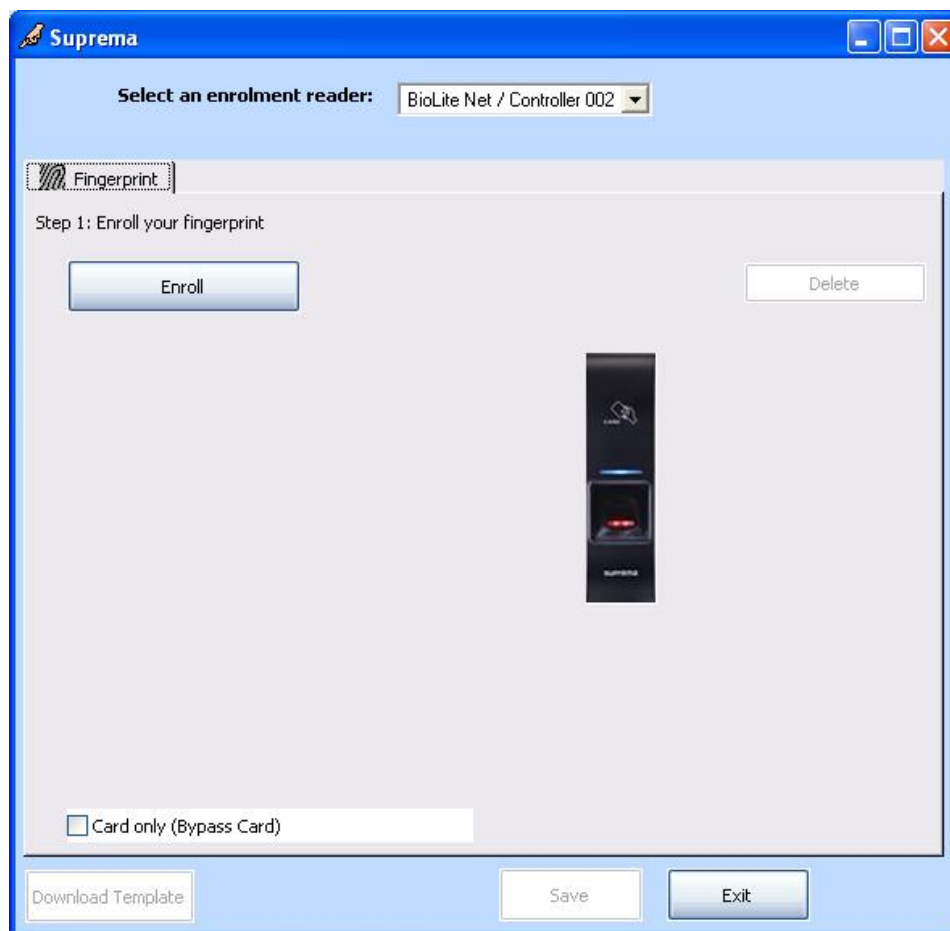 Suprema
Select an enrolment reader: BioLite Net / Controller 002
Fingerprint
Step 1: Enroll your fingerprint
Enroll
Delete
suprema
Card only (Bypass Card)
Download Template
Save
Exit